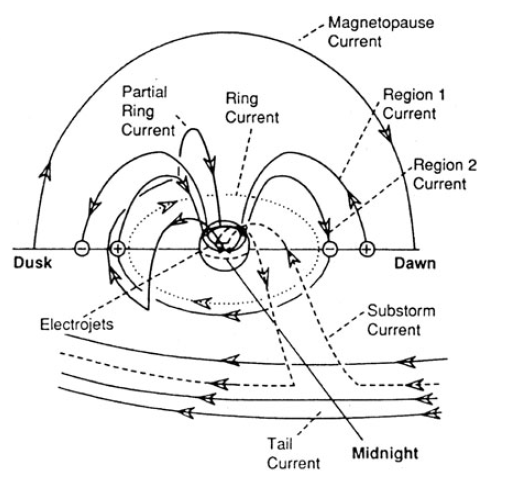 Magnetopause
Current
Partial
Ring
Current
Ring
Current
Region 1
Current
Region 2
Current
−
+
−
+
Dusk
Dawn
Electrojets
Substorm
Current
Tail
Current
Midnight